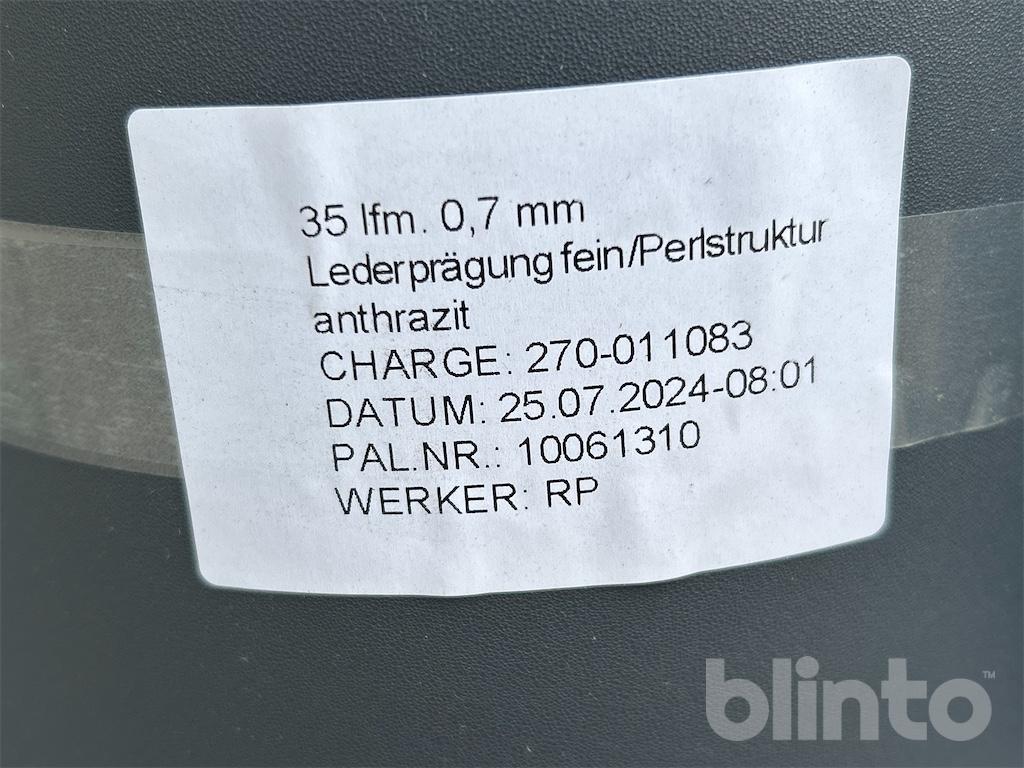 35 lfm. 0,7 mm
Lederprägung fein/Perlstruktur
anthrazit
CHARGE: 270-011083
DATUM: 25.07.2024-08:01
PAL.NR.: 10061310
WERKER: RP
blinto™